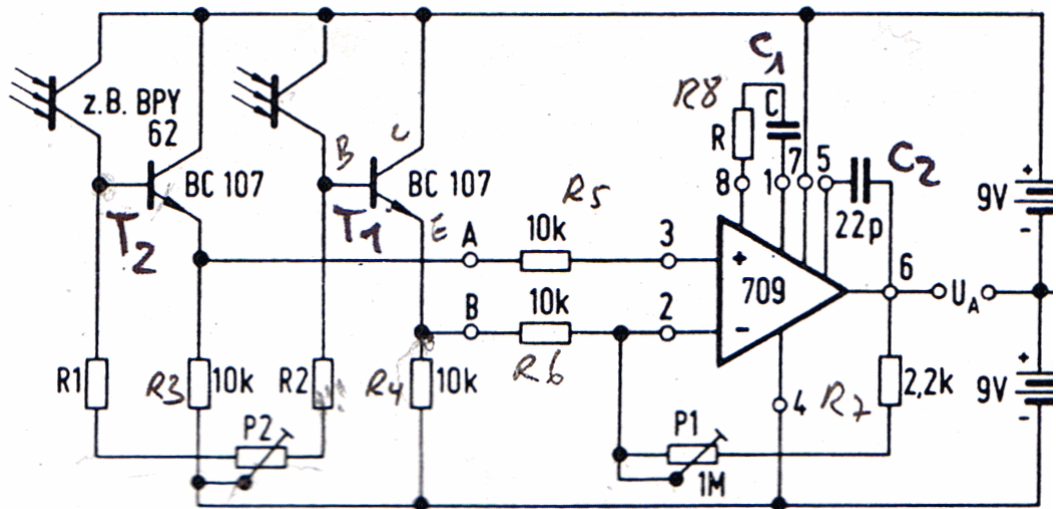 C1
R8
C
z.B. BPY
62
R
7
5
C2
B
C
8
1
22p
BC 107
BC 107
T2
T1
E
A
10k
R5
3
+
709
6
UA
9V
+
-
B
10k
2
-
R6
R1
R3
10k
R2
R4
10k
4
R7
2,2k
9V
+
-
P2
P1
1M